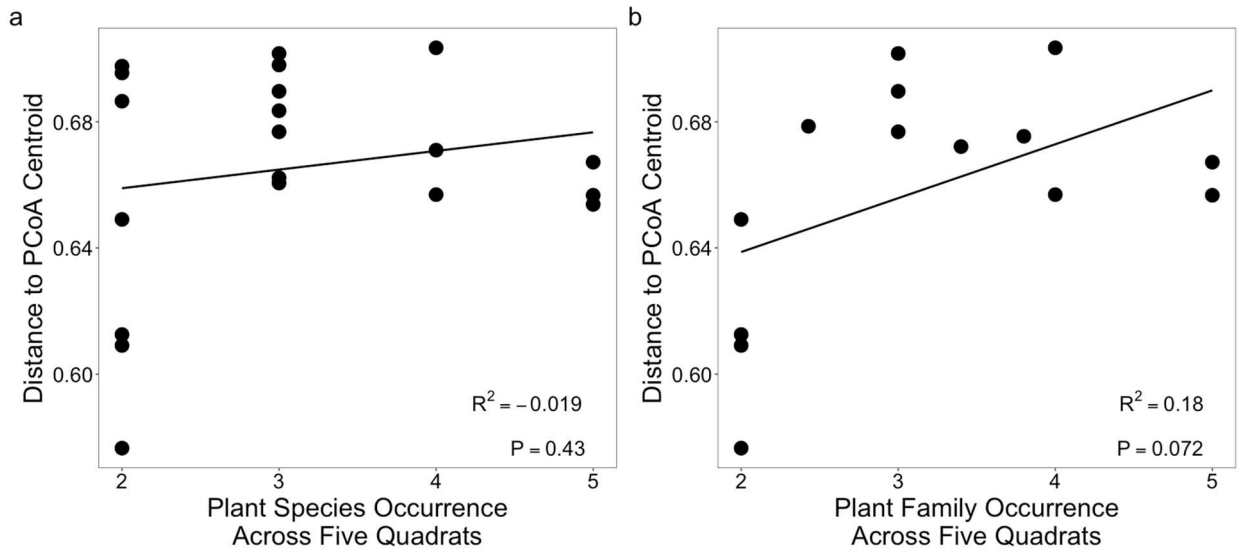 a
Distance to PCoA Centroid
0.68
0.64
0.60
R² = −0.019
P = 0.43
2 3 4 5
Plant Species Occurrence
Across Five Quadrats
b
Distance to PCoA Centroid
0.68
0.64
0.60
R² = 0.18
P = 0.072
2 3 4 5
Plant Family Occurrence
Across Five Quadrats